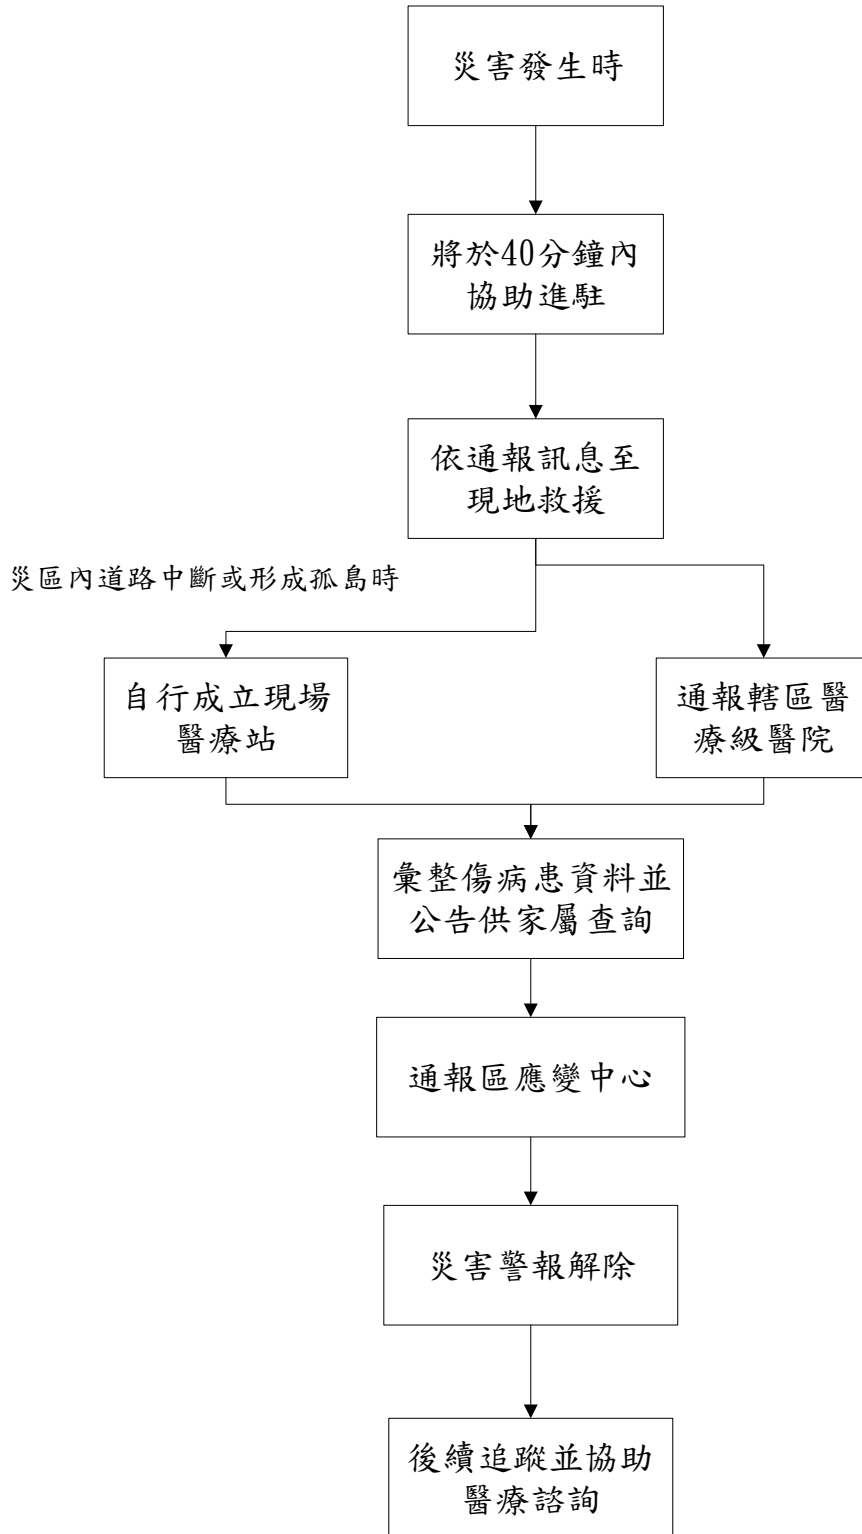 災害發生時
將於40分鐘內
協助進駐
依通報訊息至
現地救援
災區內道路中斷或形成孤島時
自行成立現場
醫療站
通報轄區醫
療級醫院
彙整傷病患資料並
公告供家屬查詢
通報區應變中心
災害警報解除
後續追蹤並協助
醫療諮詢